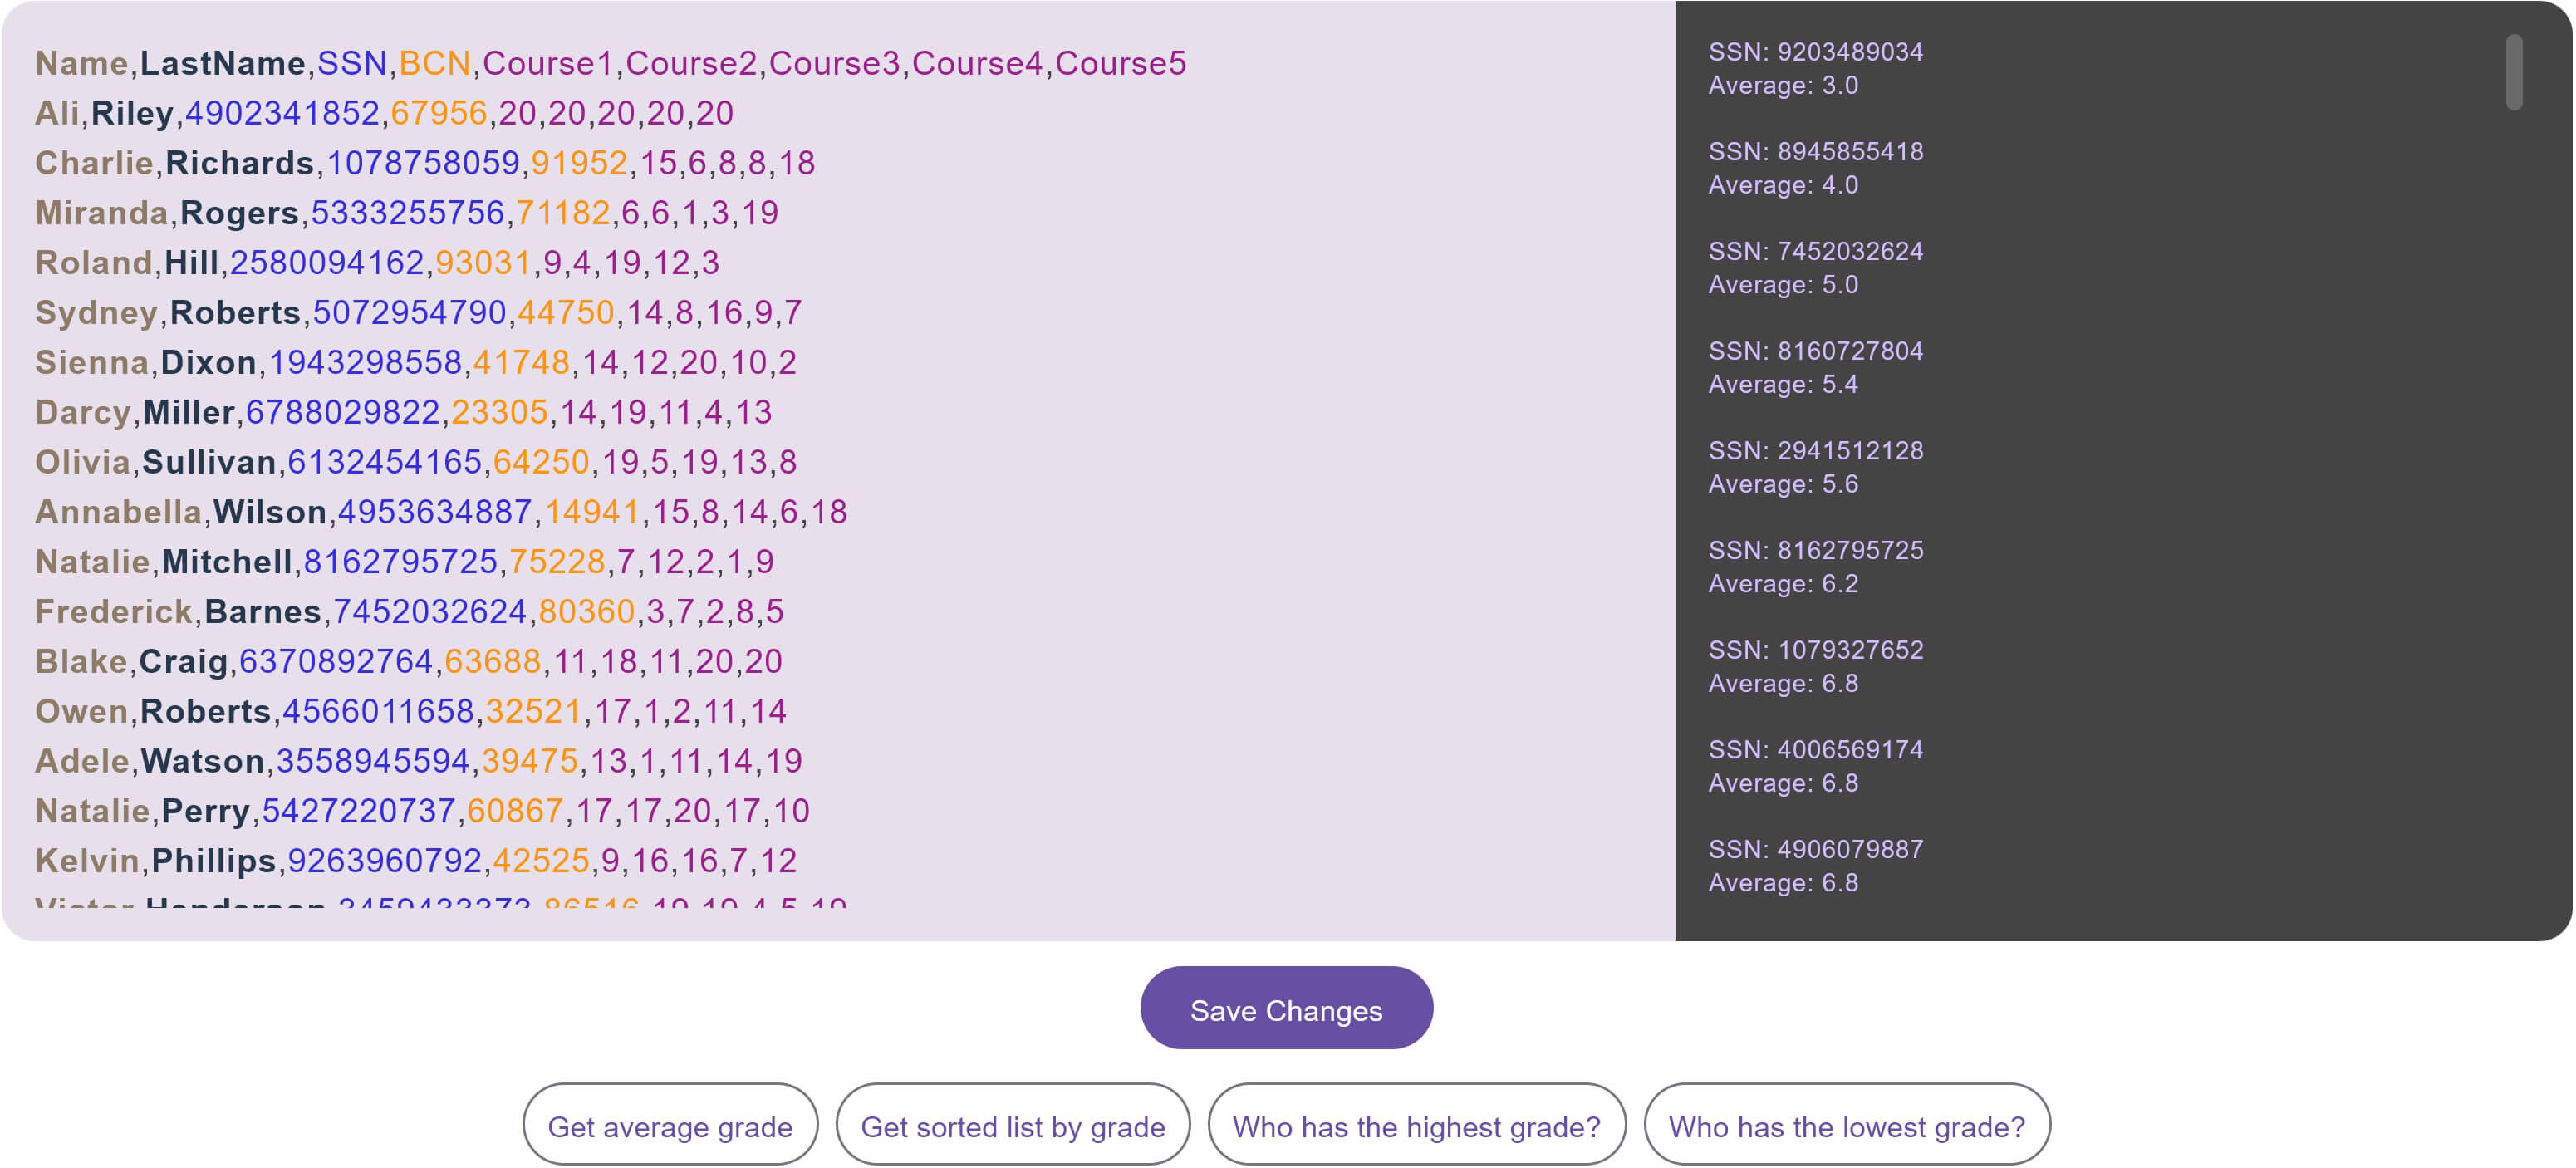 Name,LastName,SSN,BCN,Course1,Course2,Course3,Course4,Course5
Ali,Riley,4902341852,67956,20,20,20,20,20
Charlie,Richards,1078758059,91952,15,6,8,8,18
Miranda,Rogers,5333255756,71182,6,6,1,3,19
Roland,Hill,2580094162,93031,9,4,19,12,3
Sydney,Roberts,5072954790,44750,14,8,16,9,7
Sienna,Dixon,1943298558,41748,14,12,20,10,2
Darcy,Miller,6788029822,23305,14,19,11,4,13
Olivia,Sullivan,6132454165,64250,19,5,19,13,8
Annabella,Wilson,4953634887,14941,15,8,14,6,18
Natalie,Mitchell,8162795725,75228,7,12,2,1,9
Frederick,Barnes,7452032624,80360,3,7,2,8,5
Blake,Craig,6370892764,63688,11,18,11,20,20
Owen,Roberts,4566011658,32521,17,1,2,11,14
Adele,Watson,3558945594,39475,13,1,11,14,19
Natalie,Perry,5427220737,60867,17,17,20,17,10
Kelvin,Phillips,9263960792,42525,9,16,16,7,12
SSN: 9203489034
Average: 3.0
SSN: 8945855418
Average: 4.0
SSN: 7452032624
Average: 5.0
SSN: 8160727804
Average: 5.4
SSN: 2941512128
Average: 5.6
SSN: 8162795725
Average: 6.2
SSN: 1079327652
Average: 6.8
SSN: 4006569174
Average: 6.8
SSN: 4906079887
Average: 6.8
Save Changes
Get average grade
Get sorted list by grade
Who has the highest grade?
Who has the lowest grade?